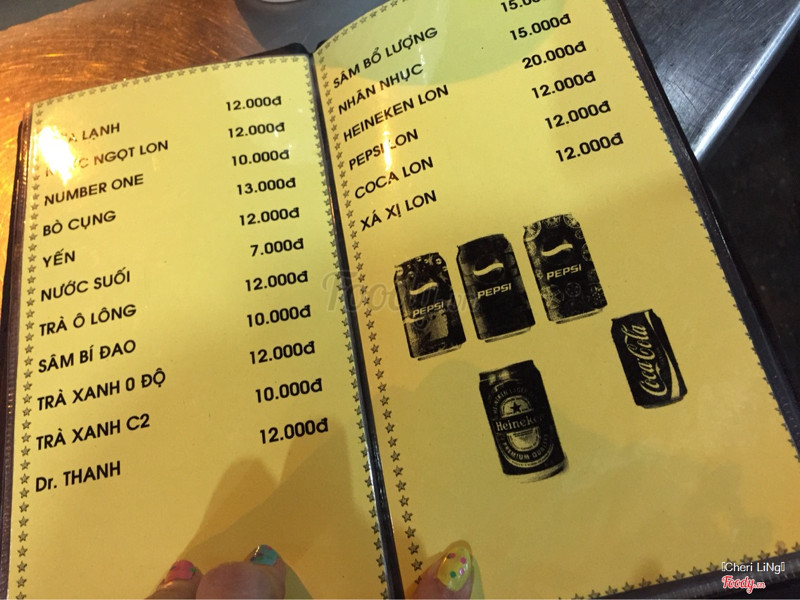 LẠNH 12.000đ
NGỌT LON 12.000đ
NUMBER ONE 10.000đ
BÒ CỤNG 13.000đ
YẾN 12.000đ
NƯỚC SUỐI 7.000đ
TRÀ Ô LÔNG 12.000đ
SÂM BÍ ĐAO 10.000đ
TRÀ XANH 0 ĐỘ 12.000đ
TRÀ XANH C2 10.000đ
Dr. THANH 12.000đ
SÂM BỔ LƯỢNG 15.000đ
NHÃN NHỤC 15.000đ
HEINEKEN LON 20.000đ
PEPSI LON 12.000đ
COCA LON 12.000đ
XÁ XỊ LON 12.000đ
PEPSI
PEPSI
PEPSI
Coca-Cola
Heineken
Foody.vn
[Cheri LiNg]
Foody.vn